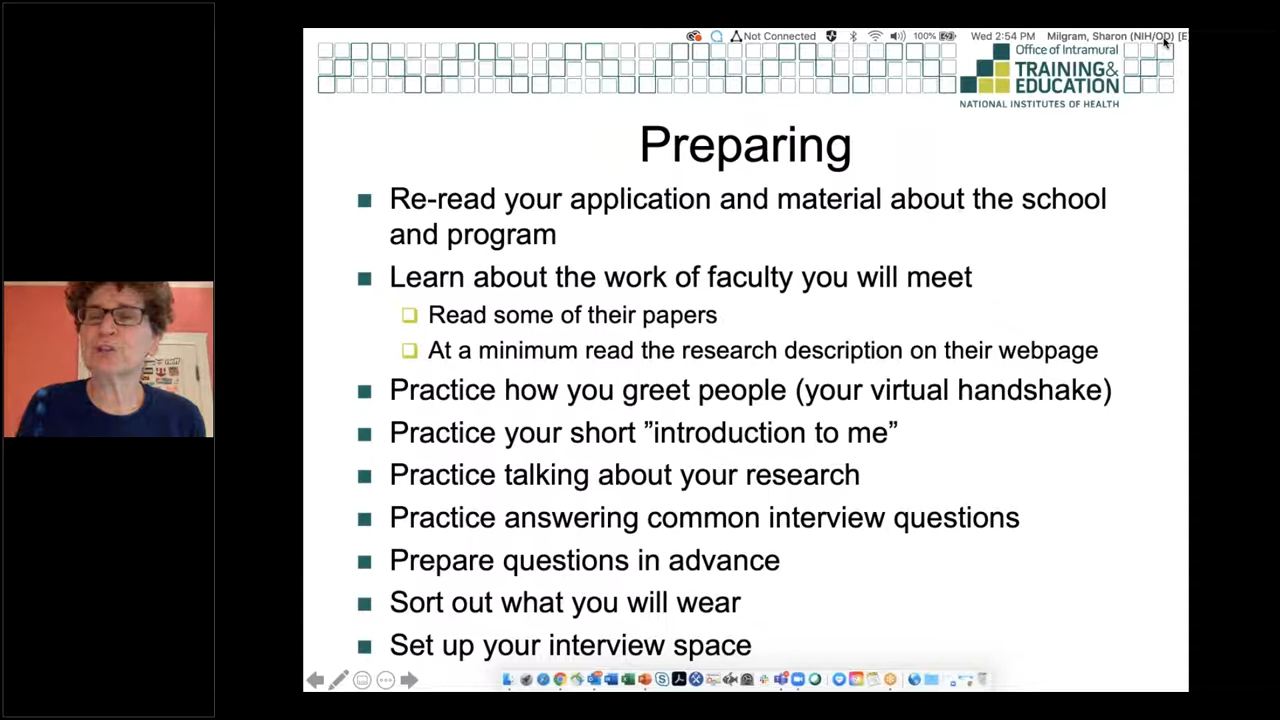 Not Connected 100% Wed 2:54 PM Milgram, Sharon (NIH/OD) [E
Office of Intramural
TRAINING&
EDUCATION
NATIONAL INSTITUTES OF HEALTH
Preparing
Re-read your application and material about the school
and program
Learn about the work of faculty you will meet
Read some of their papers
At a minimum read the research description on their webpage
Practice how you greet people (your virtual handshake)
Practice your short ”introduction to me”
Practice talking about your research
Practice answering common interview questions
Prepare questions in advance
Sort out what you will wear
Set up your interview space